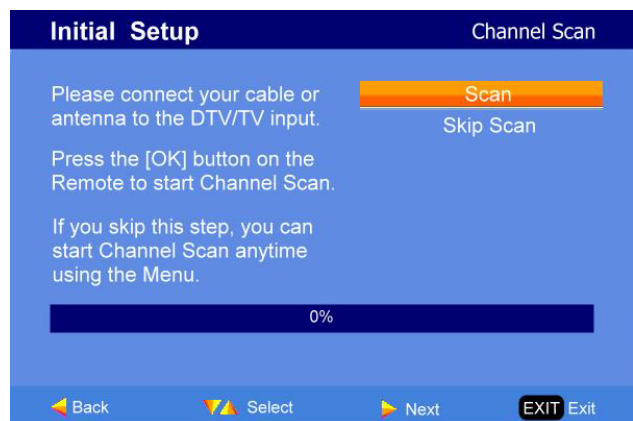 Initial Setup
Channel Scan
Please connect your cable or
antenna to the DTV/TV input.
Press the [OK] button on the
Remote to start Channel Scan.
If you skip this step, you can
start Channel Scan anytime
using the Menu.
Scan
Skip Scan
0%
Back Select Next EXIT Exit